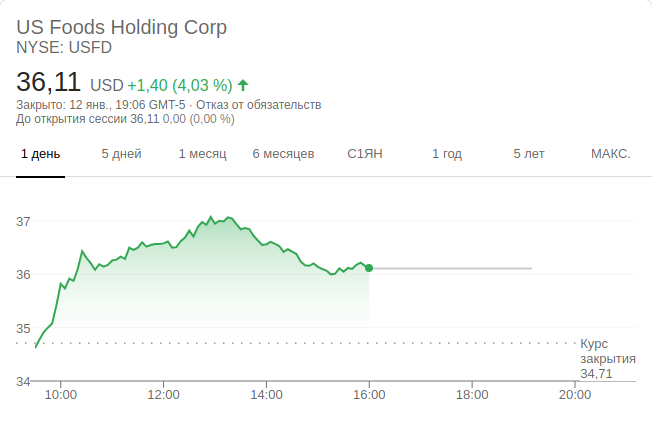 US Foods Holding Corp
NYSE: USFD
36,11 USD +1,40 (4,03 %)
Закрыто: 12 янв., 19:06 GMT-5 · Отказ от обязательств
До открытия сессии 36,11 0,00 (0,00 %)
1 день 5 дней 1 месяц 6 месяцев С1ЯН 1 год 5 лет МАКС.
37
36
35
Курс
закрытия
34,71
34
10:00 12:00 14:00 16:00 18:00 20:00